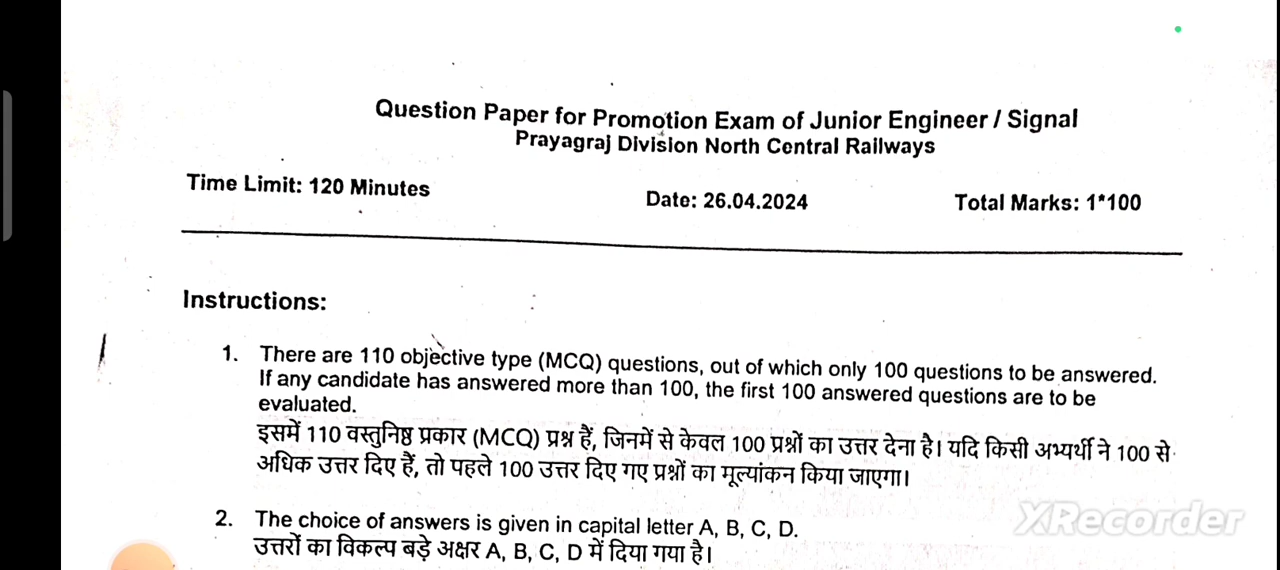 Question Paper for Promotion Exam of Junior Engineer / Signal
Prayagraj Division North Central Railways
Time Limit: 120 Minutes
Date: 26.04.2024
Total Marks: 1*100
Instructions:
1. There are 110 objective type (MCQ) questions, out of which only 100 questions to be answered.
If any candidate has answered more than 100, the first 100 answered questions are to be
evaluated.
इसमें 110 वस्तुनिष्ठ प्रकार (MCQ) प्रश्न हैं, जिनमें से केवल 100 प्रश्नों का उत्तर देना है। यदि किसी अभ्यर्थी ने 100 से
अधिक उत्तर दिए हैं, तो पहले 100 उत्तर दिए गए प्रश्नों का मूल्यांकन किया जाएगा।
2. The choice of answers is given in capital letter A, B, C, D.
उत्तरों का विकल्प बड़े अक्षर A, B, C, D में दिया गया है।
XRecorder